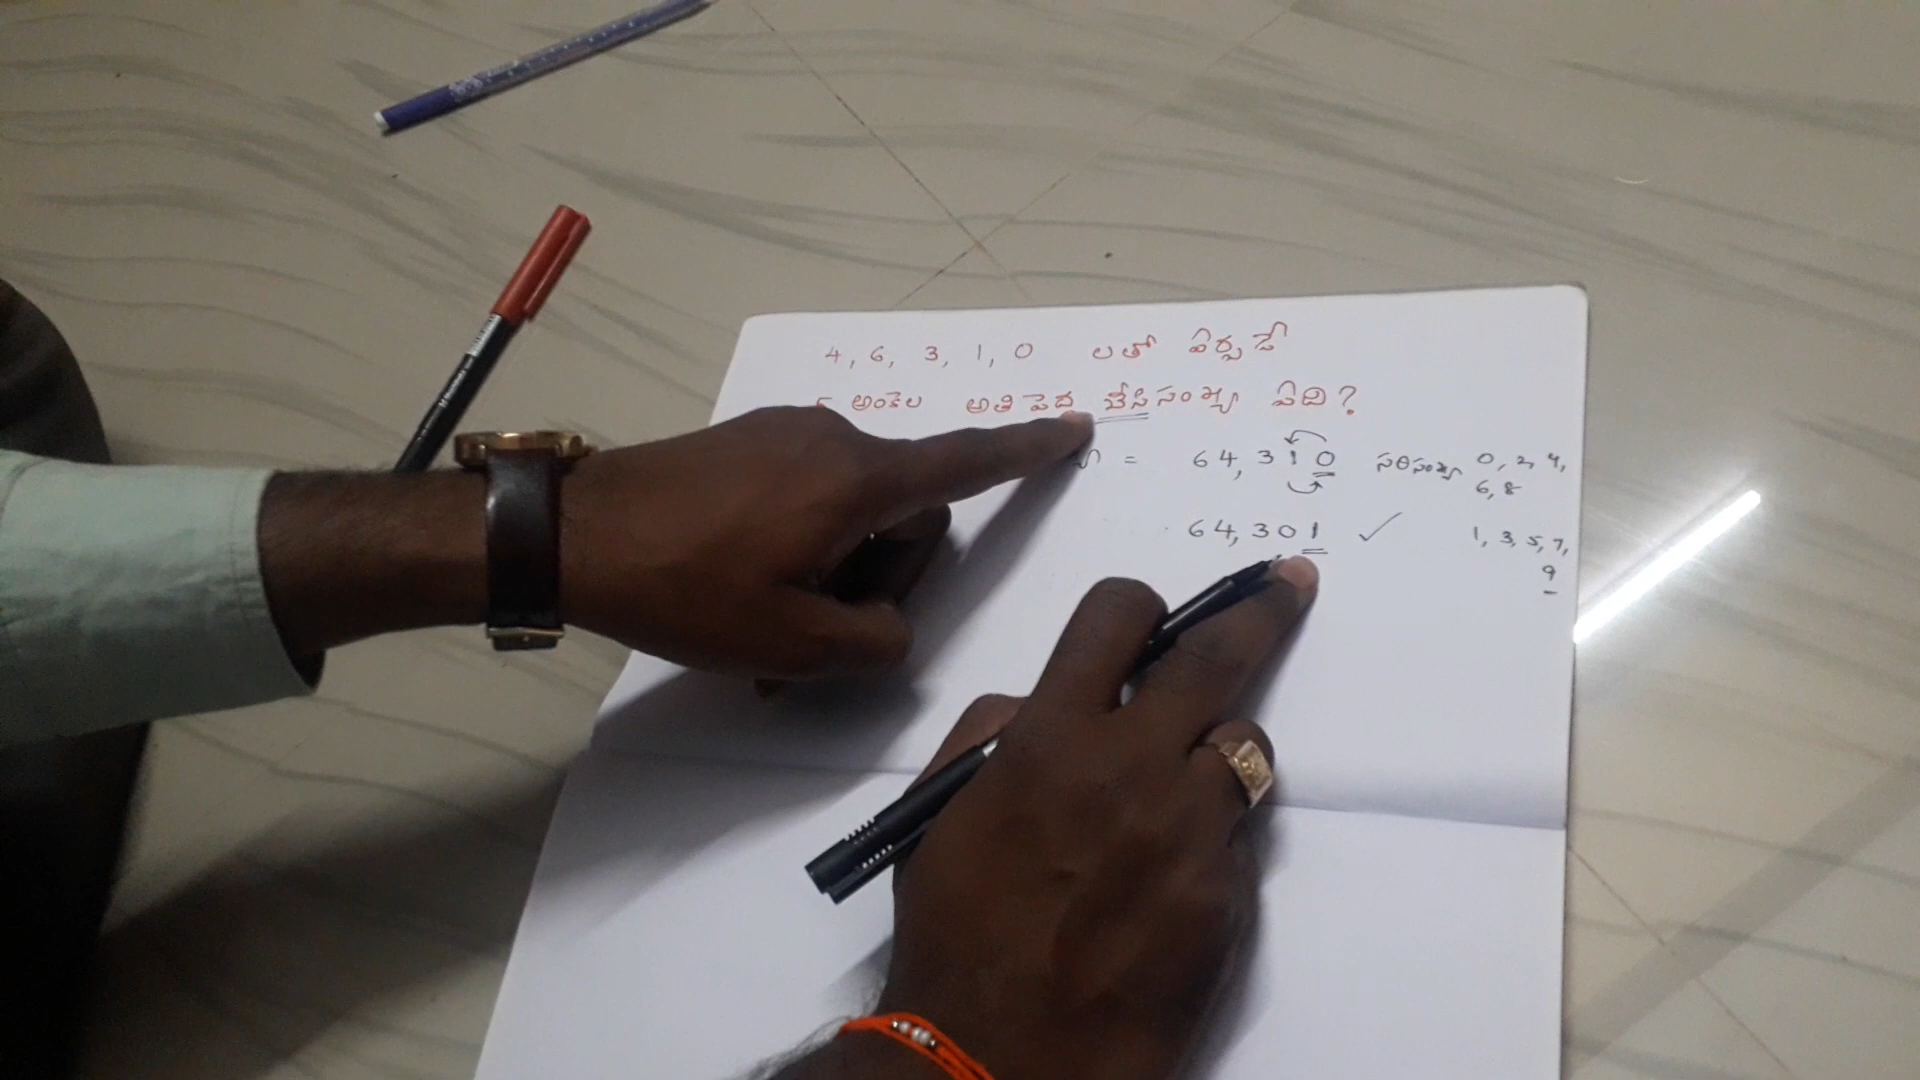 4, 6, 3, 1, 0 లతో ఏర్పడే
5 అంకెల అతి పెద్ద బేసి సంఖ్య ఏది?
= 64,310 సరిసంఖ్య 0, 2, 4,
6, 8
64,301 ✓ 1, 3, 5, 7,
9